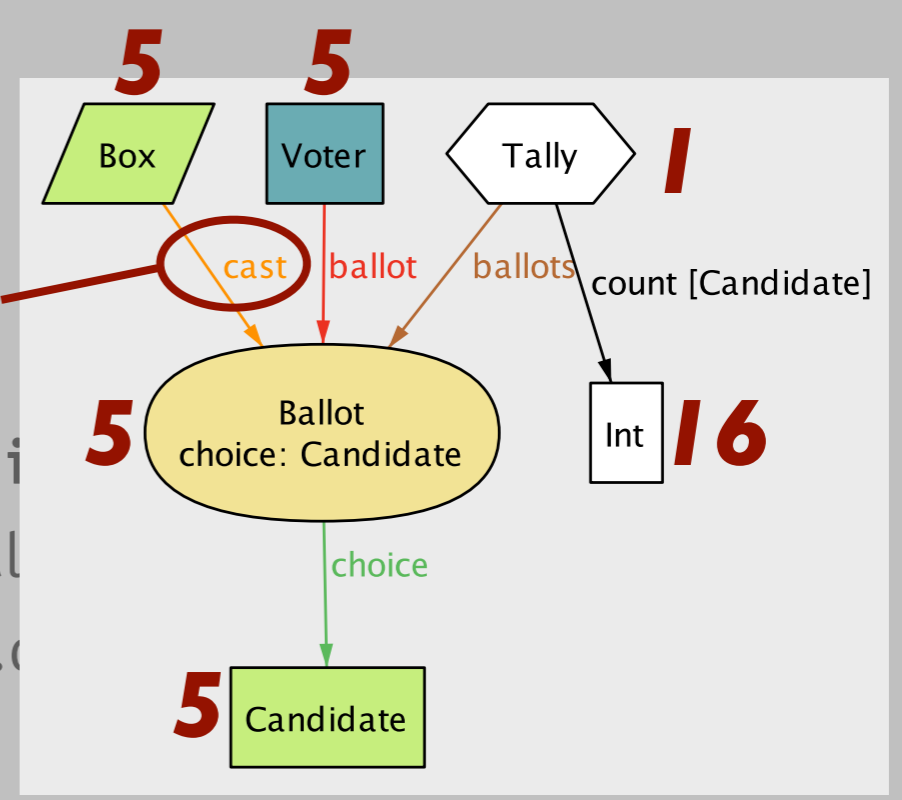 5 5
Box Voter Tally 1
cast ballot ballots
count [Candidate]
Ballot
5 choice: Candidate Int 16
choice
5 Candidate